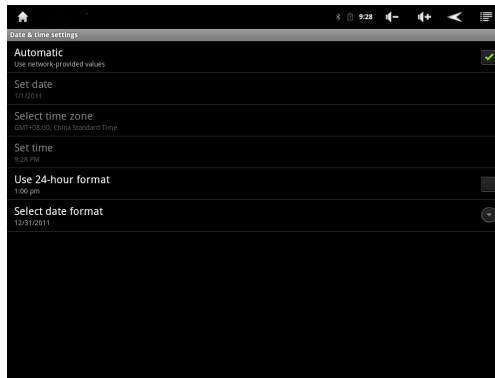 9:28
Date & time settings
Automatic
Use network-provided values
Set date
1/1/2011
Select time zone
GMT+08:00, China Standard Time
Set time
9:28 PM
Use 24-hour format
1:00 pm
Select date format
12/31/2011